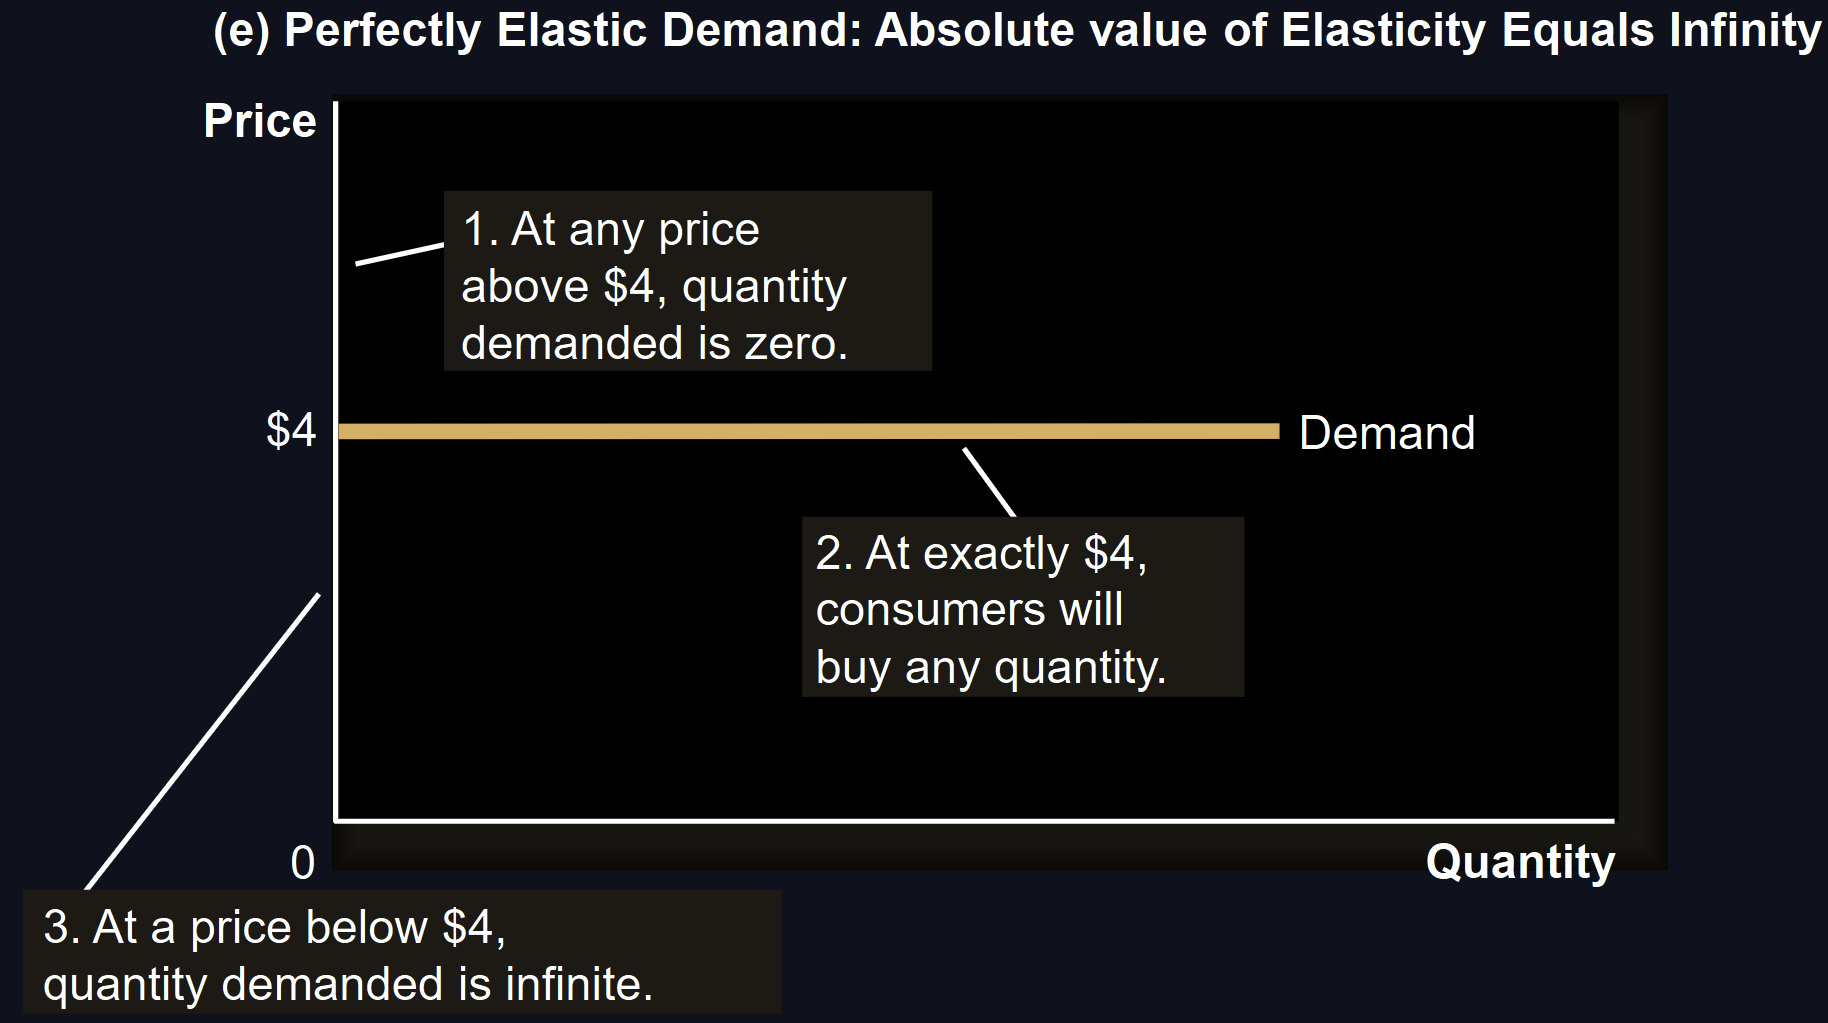 (e) Perfectly Elastic Demand: Absolute value of Elasticity Equals Infinity
Price
1. At any price
above $4, quantity
demanded is zero.
$4
Demand
2. At exactly $4,
consumers will
buy any quantity.
0
Quantity
3. At a price below $4,
quantity demanded is infinite.